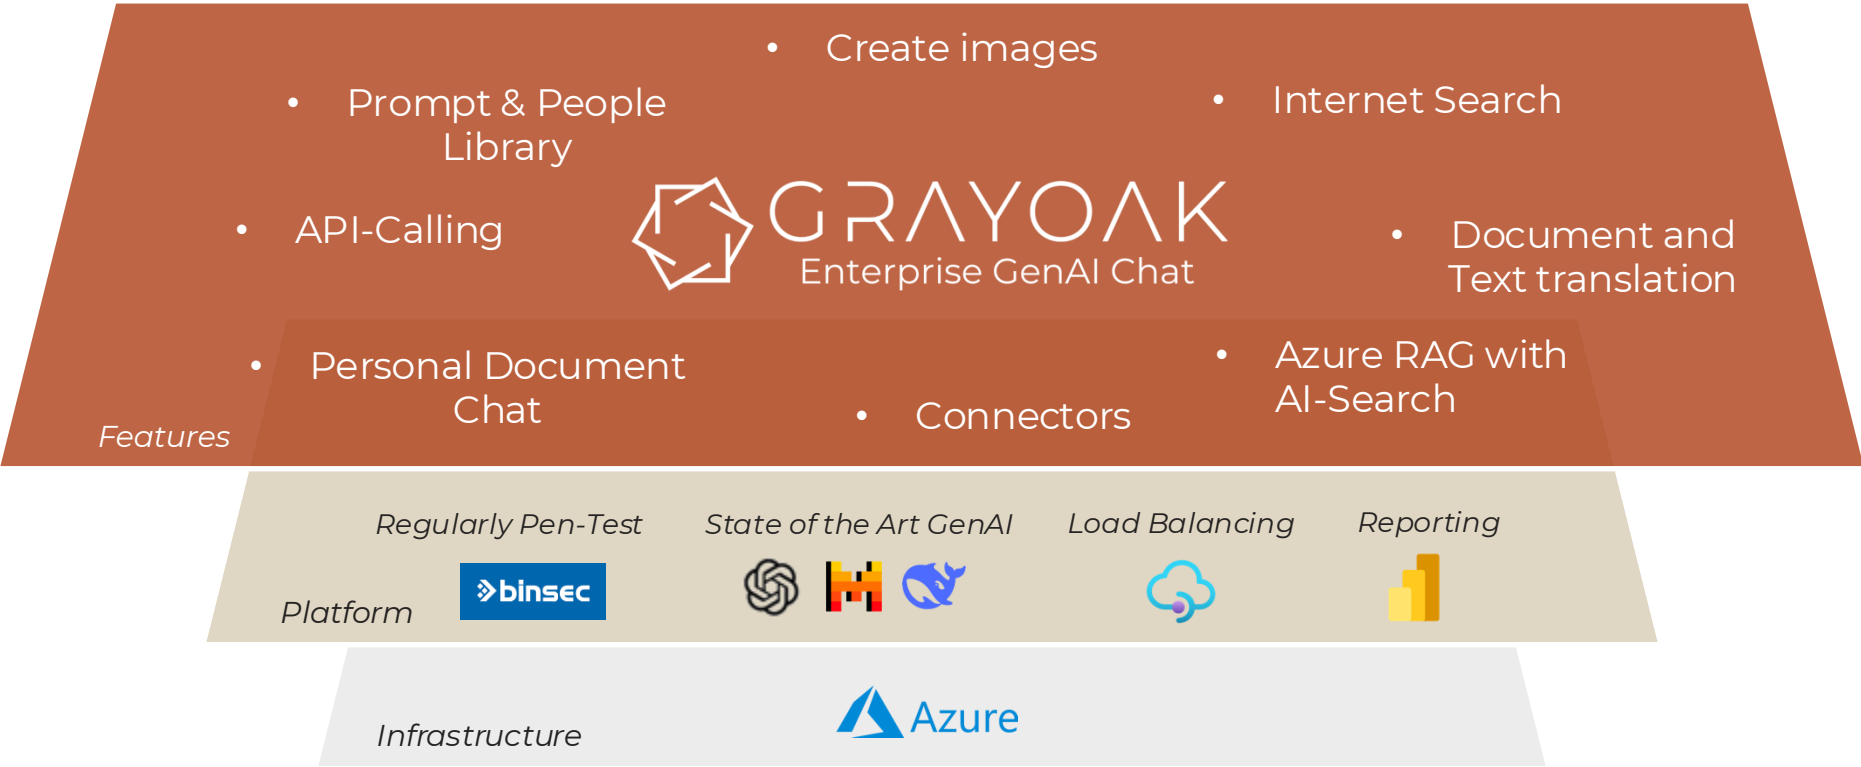 • Create images
• Prompt & People
Library
• Internet Search
GRAYOAK
Enterprise GenAI Chat
• API-Calling
• Document and
Text translation
• Personal Document
Chat
• Azure RAG with
AI-Search
• Connectors
Features
Regularly Pen-Test
State of the Art GenAI
Load Balancing
Reporting
binsec
Platform
Azure
Infrastructure